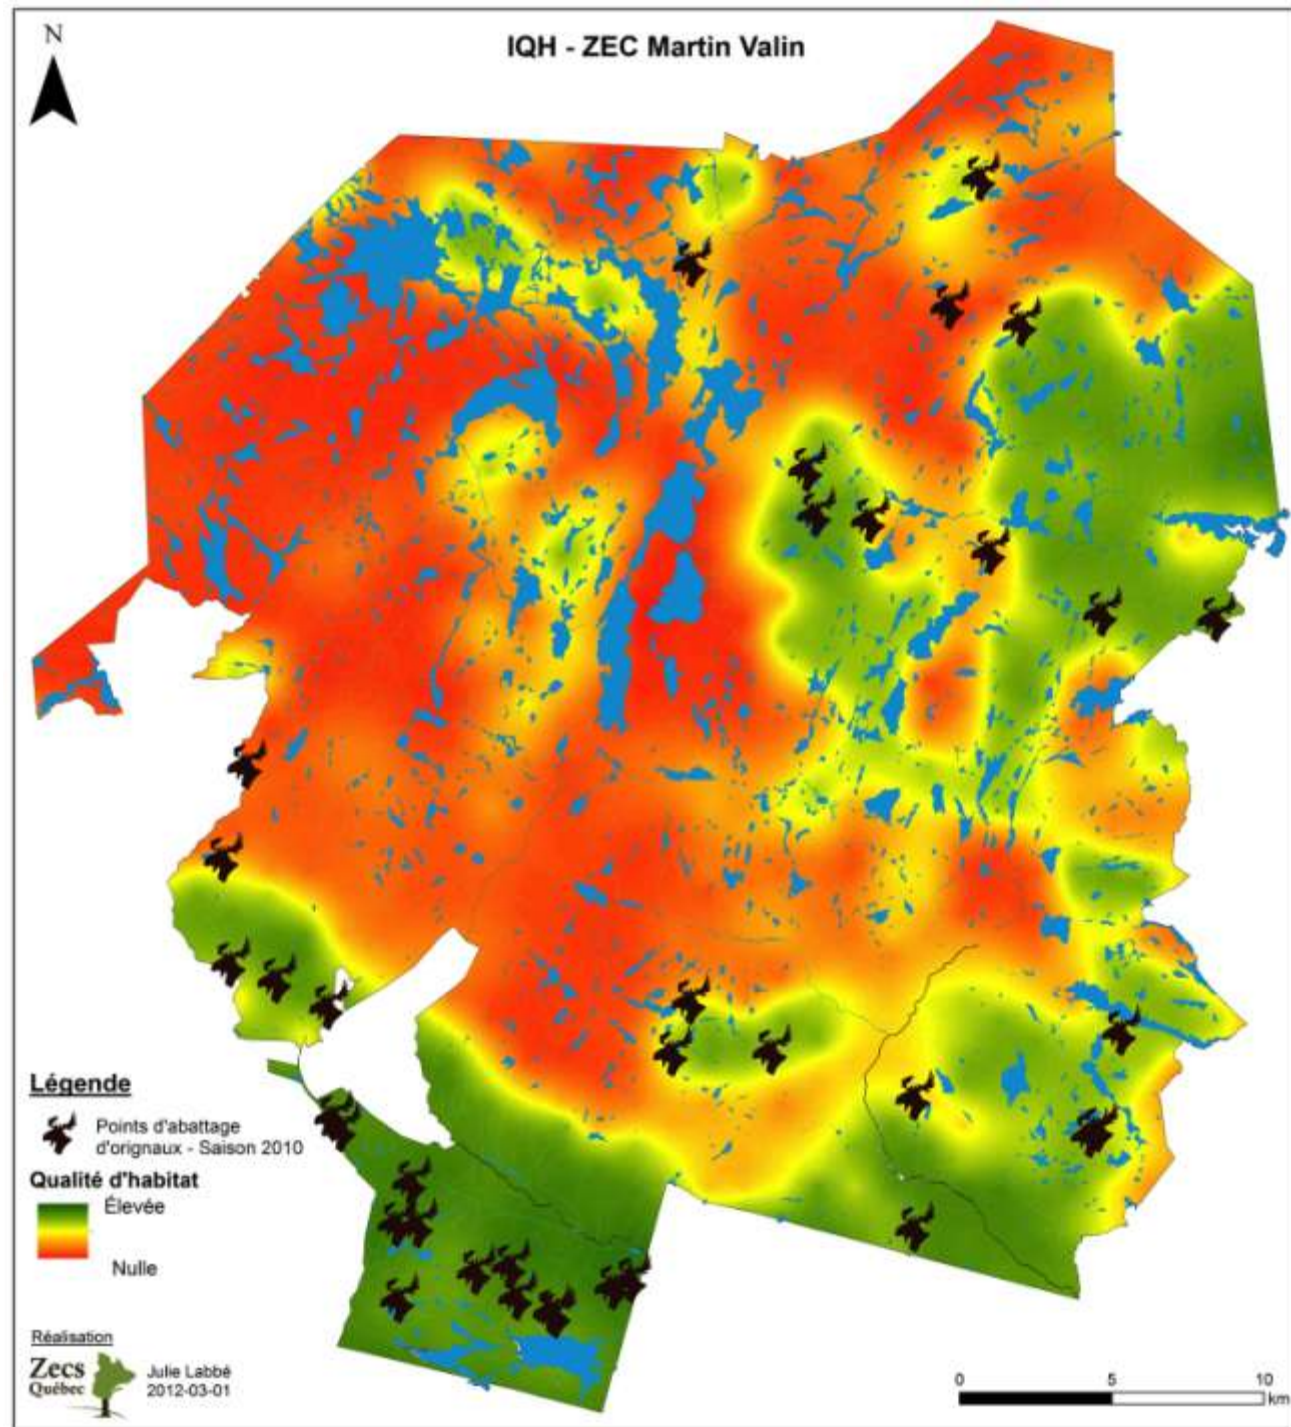 IQH - ZEC Martin Valin
N
Légende
Points d'abattage
d'orignaux - Saison 2010
Qualité d'habitat
Élevée
Nulle
Réalisation
Zecs
Québec
Julie Labbé
2012-03-01
0 5 10
km